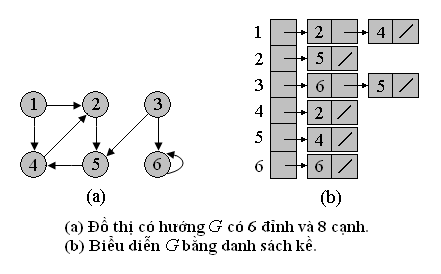 1 2 4
2 5
3 6 5
4 2
5 4
6 6
1 2 3
4 5 6
(a) (b)
(a) Đồ thị có hướng G có 6 đỉnh và 8 cạnh.
(b) Biểu diễn G bằng danh sách kề.